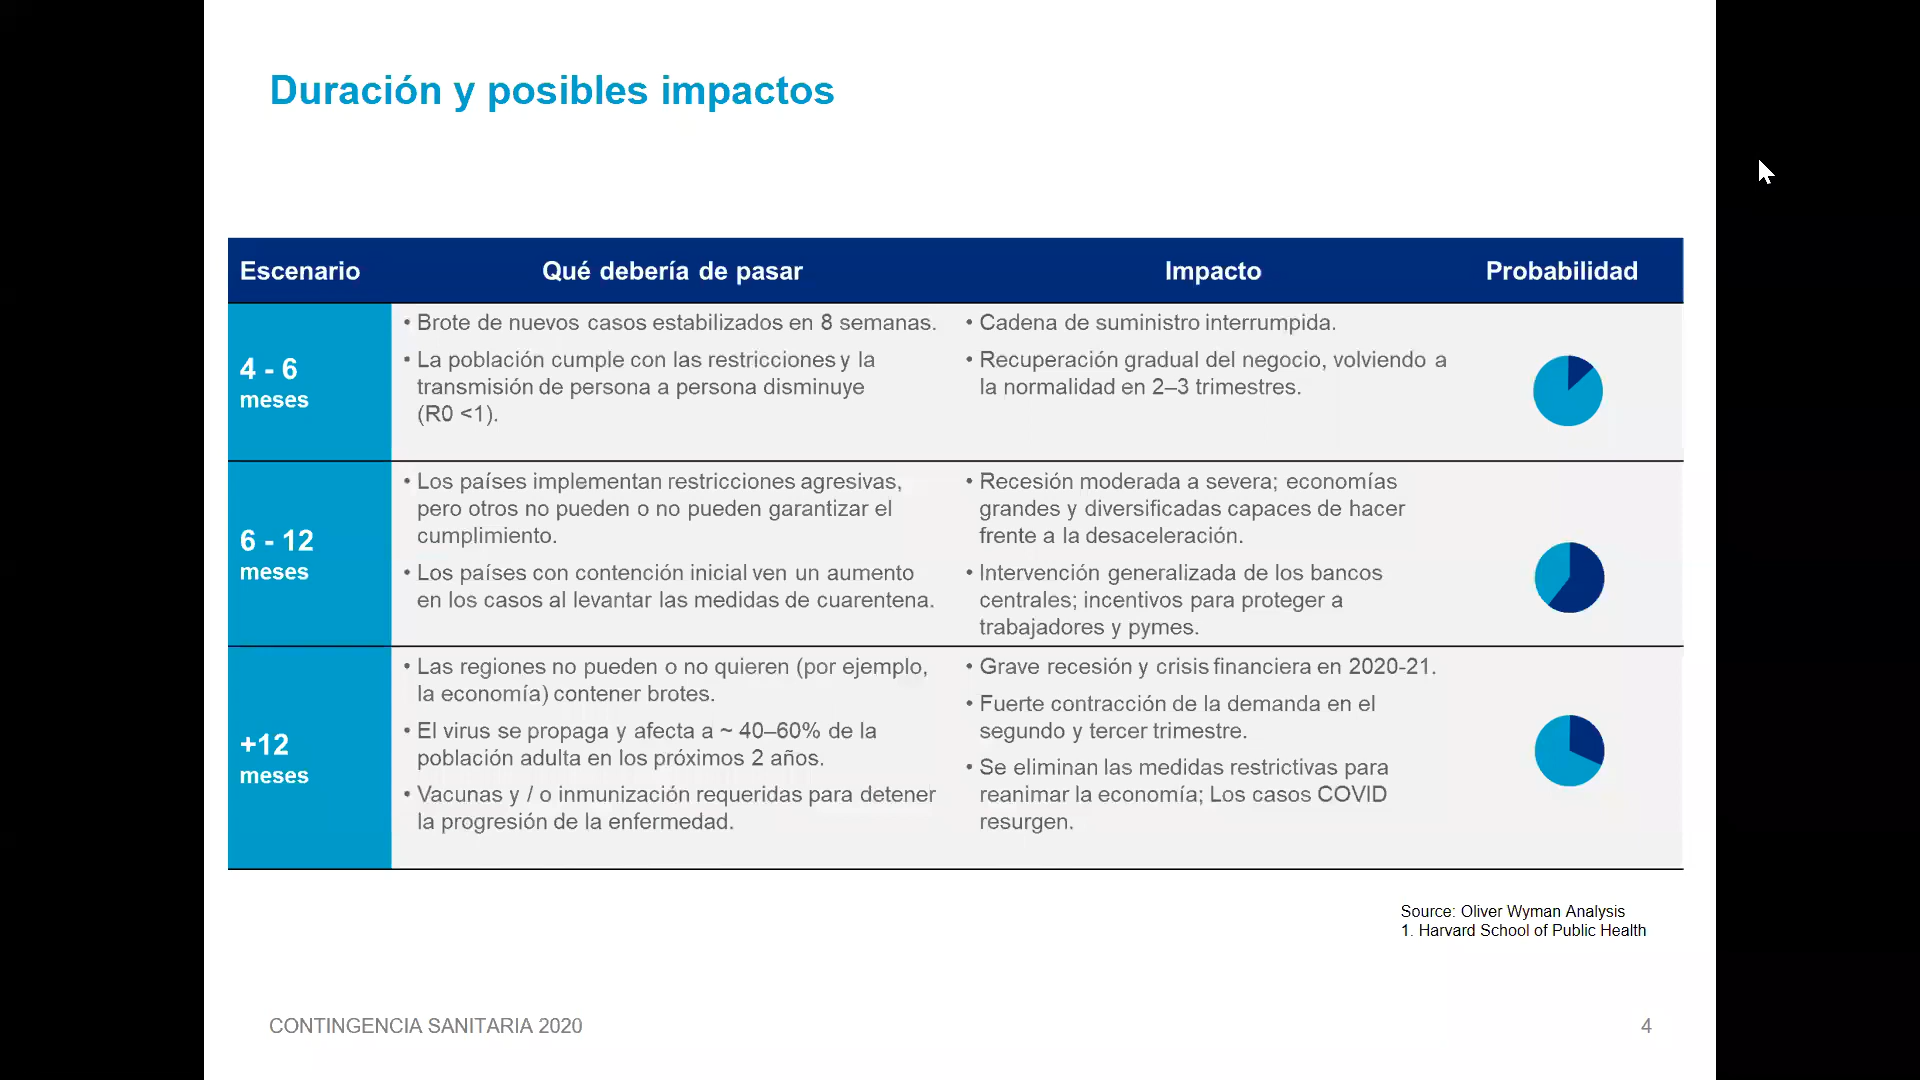 Duración y posibles impactos
Escenario
Qué debería de pasar
Impacto
Probabilidad
4 - 6
meses
• Brote de nuevos casos estabilizados en 8 semanas.
• La población cumple con las restricciones y la
transmisión de persona a persona disminuye
(R0 <1).
• Cadena de suministro interrumpida.
• Recuperación gradual del negocio, volviendo a
la normalidad en 2–3 trimestres.
6 - 12
meses
• Los países implementan restricciones agresivas,
pero otros no pueden o no pueden garantizar el
cumplimiento.
• Los países con contención inicial ven un aumento
en los casos al levantar las medidas de cuarentena.
• Recesión moderada a severa; economías
grandes y diversificadas capaces de hacer
frente a la desaceleración.
• Intervención generalizada de los bancos
centrales; incentivos para proteger a
trabajadores y pymes.
+12
meses
• Las regiones no pueden o no quieren (por ejemplo,
la economía) contener brotes.
• El virus se propaga y afecta a ~ 40–60% de la
población adulta en los próximos 2 años.
• Vacunas y / o inmunización requeridas para detener
la progresión de la enfermedad.
• Grave recesión y crisis financiera en 2020-21.
• Fuerte contracción de la demanda en el
segundo y tercer trimestre.
• Se eliminan las medidas restrictivas para
reanimar la economía; Los casos COVID
resurgen.
Source: Oliver Wyman Analysis
1. Harvard School of Public Health
CONTINGENCIA SANITARIA 2020
4